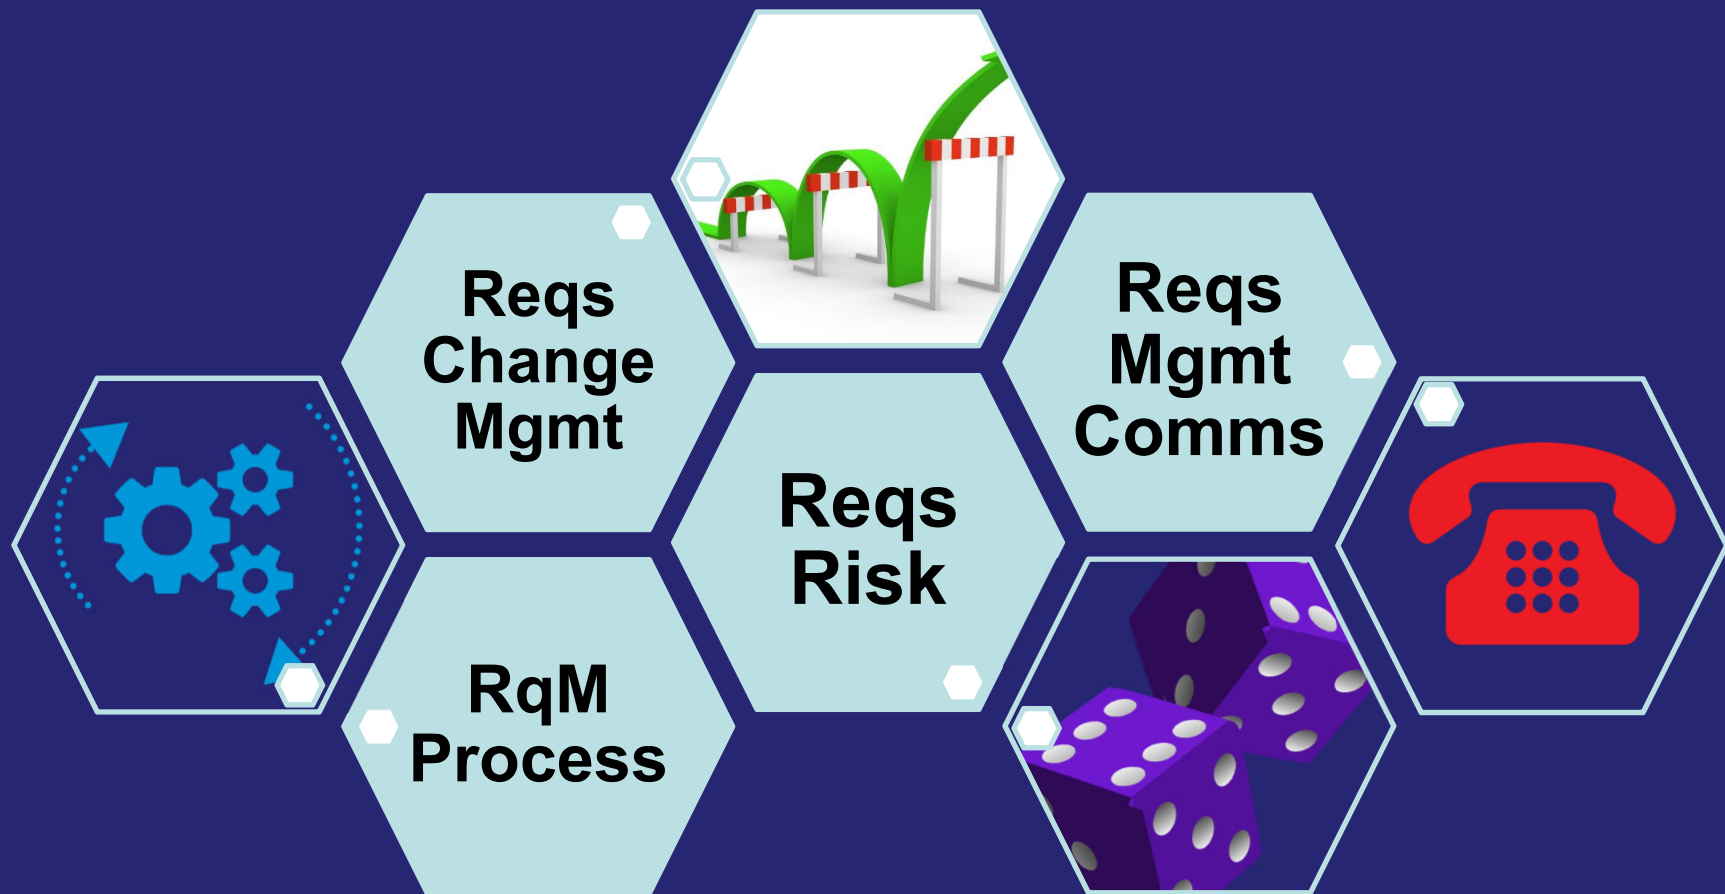 Reqs
Change
Mgmt
Reqs
Mgmt
Comms
Reqs
Risk
RqM
Process